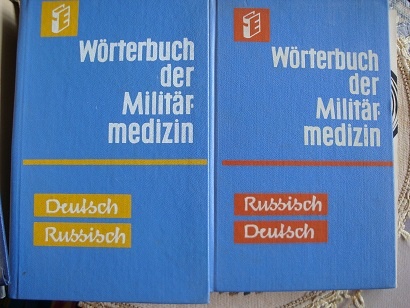 Wörterbuch
der
Militär-
medizin
Deutsch
Russisch
Wörterbuch
der
Militär-
medizin
Russisch
Deutsch